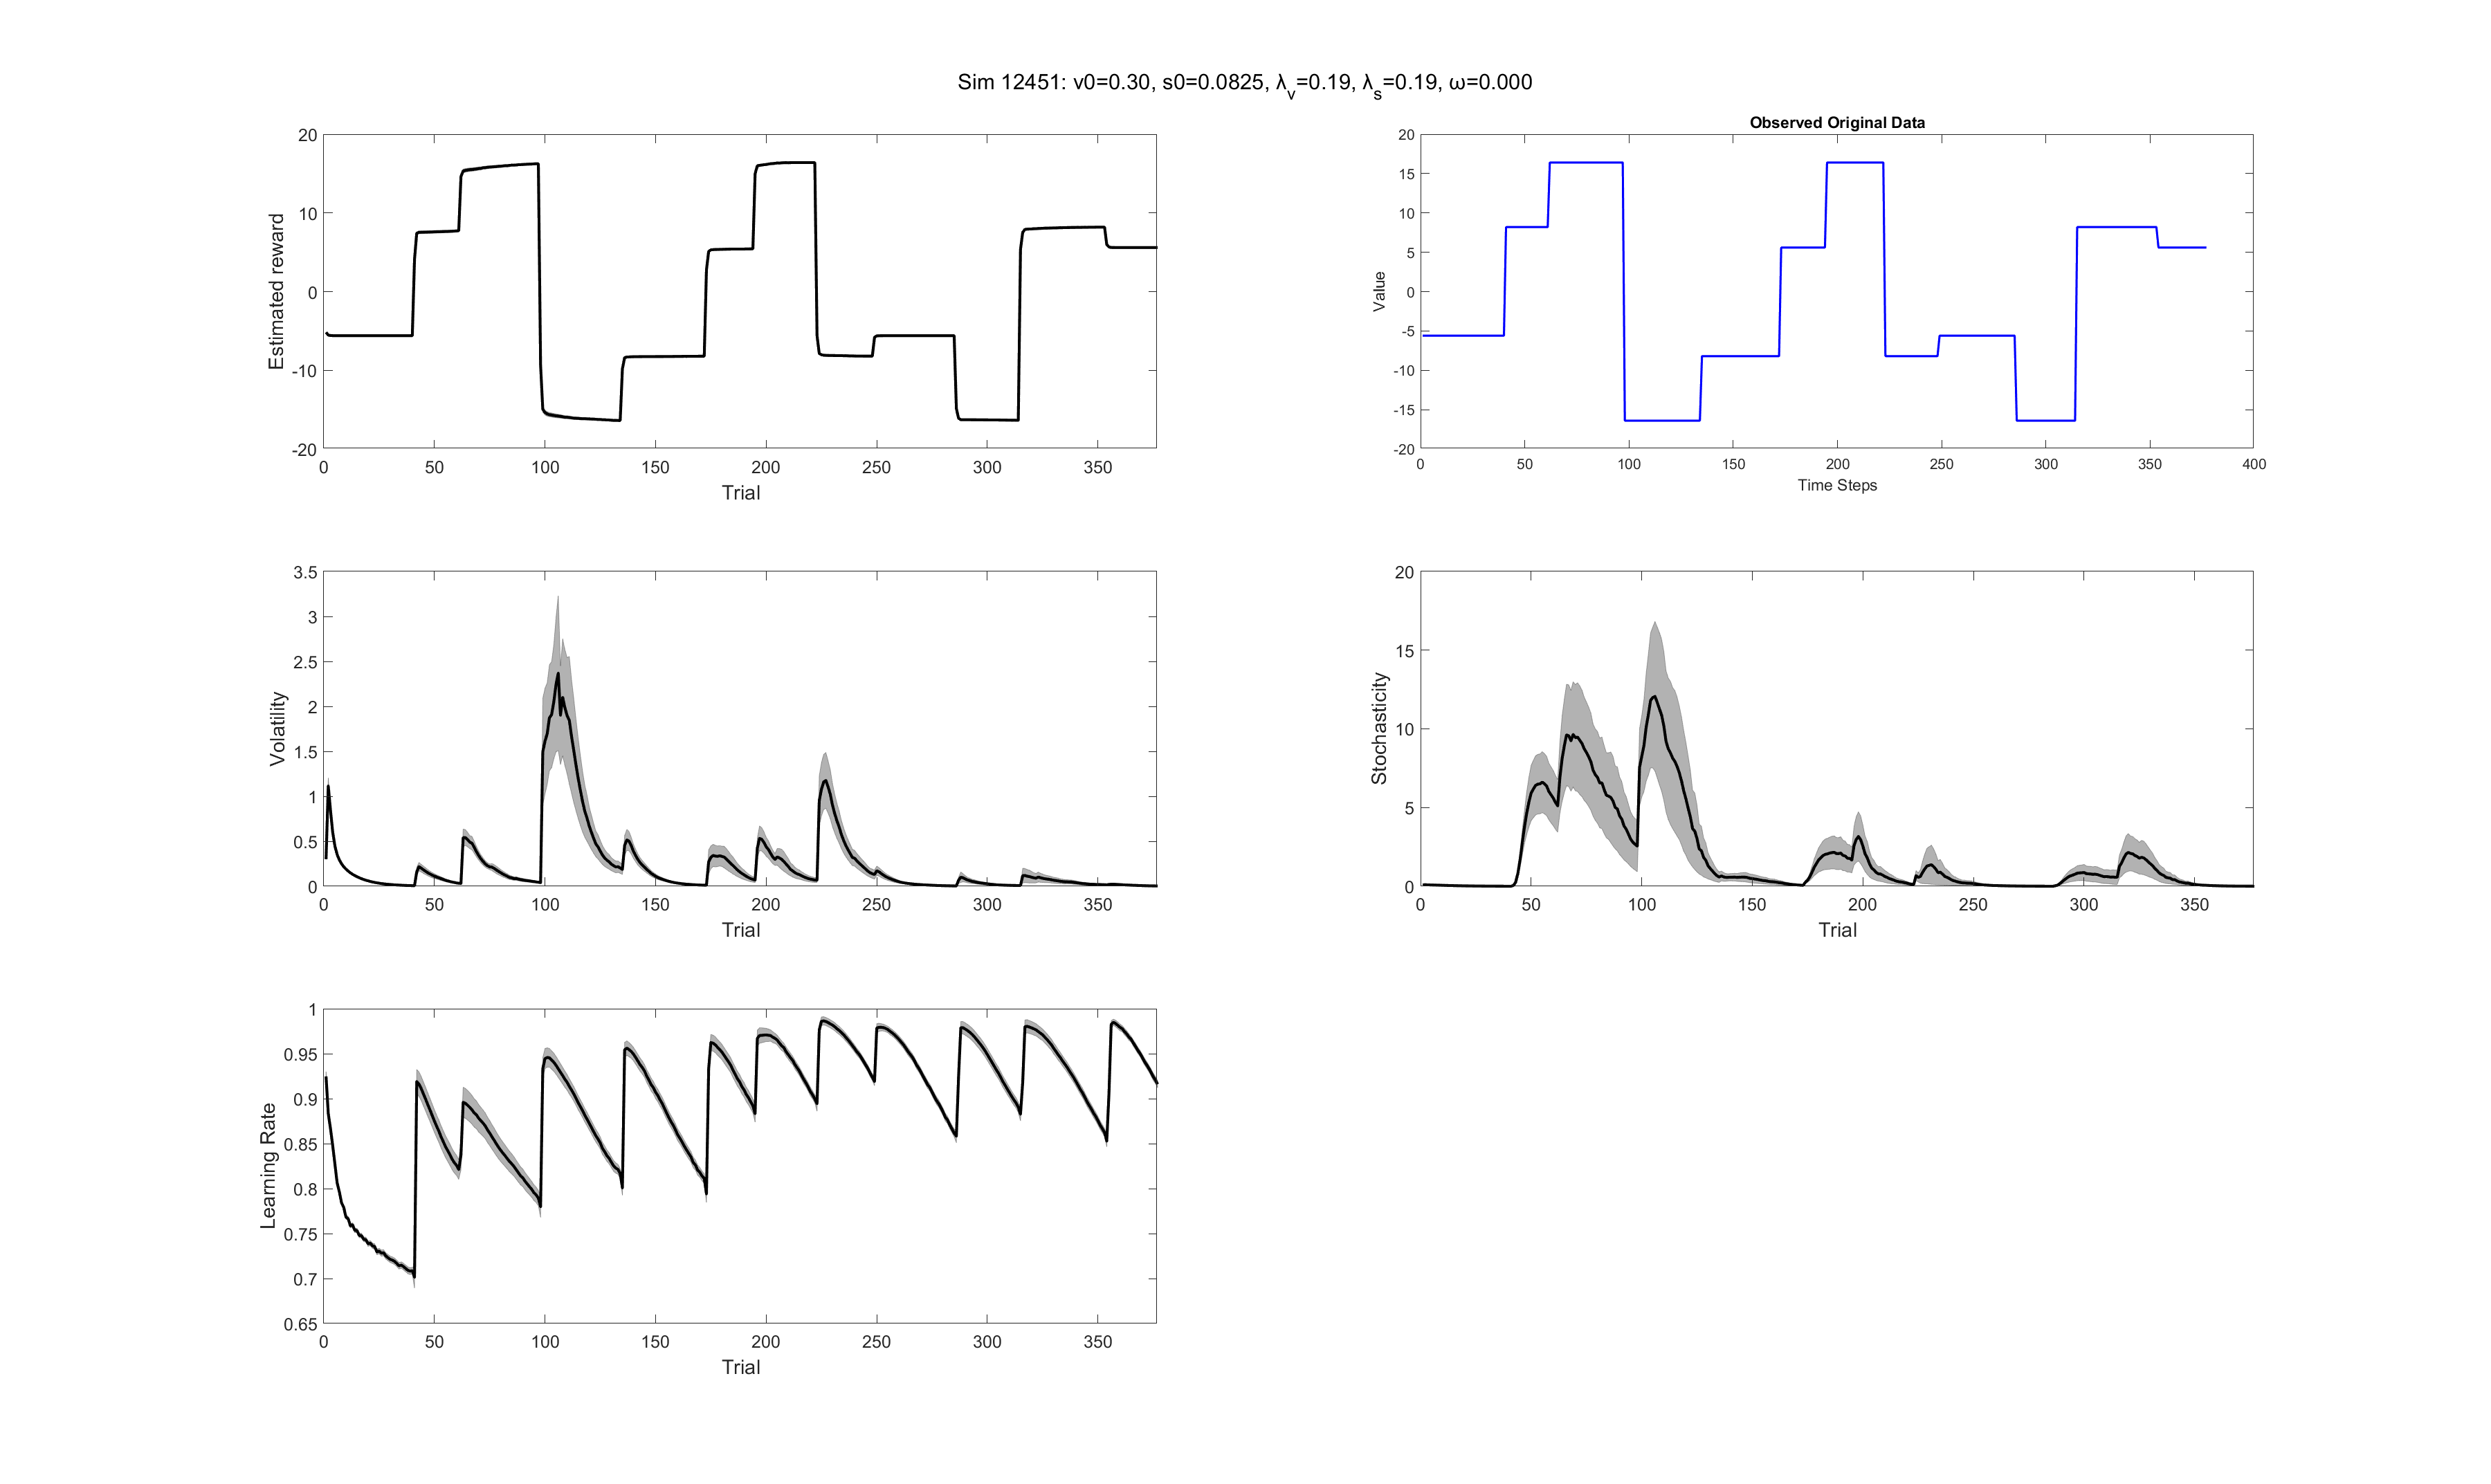 Sim 12451: v0=0.30, s0=0.0825, λv=0.19, λs=0.19, ω=0.000
20
10
0
-10
-20
Estimated reward
0 50 100 150 200 250 300 350
Trial
Observed Original Data
20
15
10
5
0
-5
-10
-15
-20
Value
0 50 100 150 200 250 300 350 400
Time Steps
3.5
3
2.5
2
1.5
1
0.5
0
Volatility
0 50 100 150 200 250 300 350
Trial
20
15
10
5
0
Stochasticity
0 50 100 150 200 250 300 350
Trial
1
0.95
0.9
0.85
0.8
0.75
0.7
0.65
Learning Rate
0 50 100 150 200 250 300 350
Trial